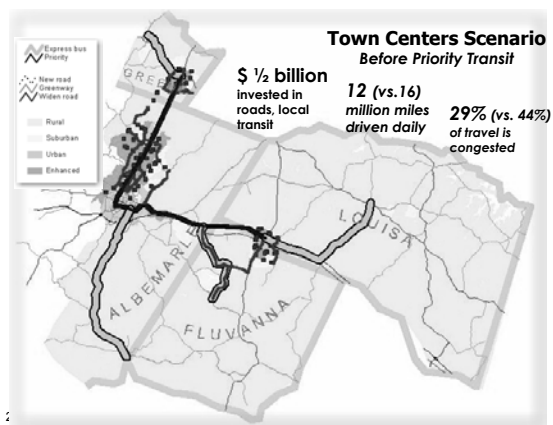 Town Centers Scenario
Before Priority Transit
$ ½ billion
invested in
roads, local
transit
12 (vs.16)
million miles
driven daily
29% (vs. 44%)
of travel is
congested
Express bus
Priority
New road
Greenway
Widen road
Rural
Suburban
Urban
Enhanced
GREE
LOUISA
ALBEMARLE
FLUVANNA